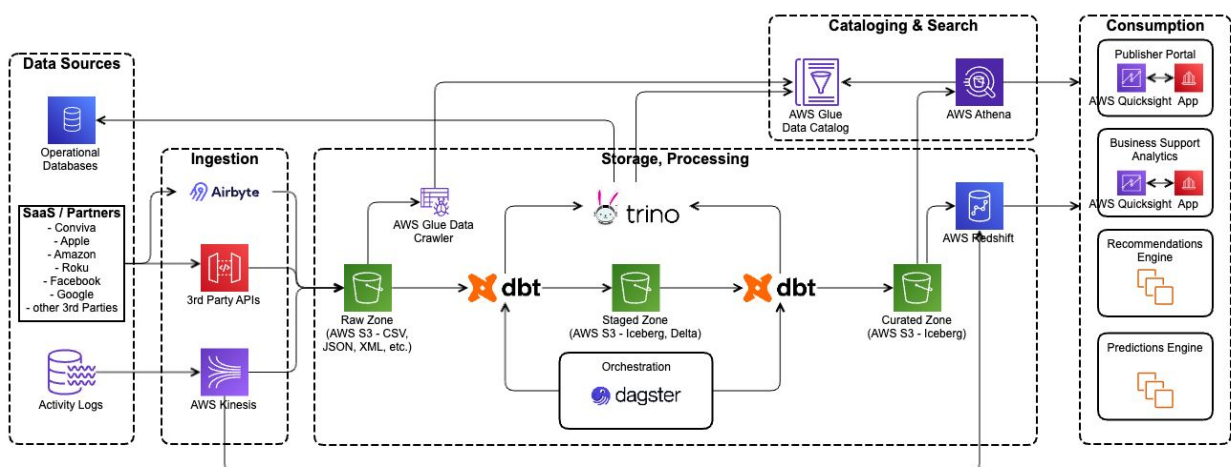 Data Sources
Operational
Databases
SaaS / Partners
- Conviva
- Apple
- Amazon
- Roku
- Facebook
- Google
- other 3rd Parties
Activity Logs
Ingestion
Airbyte
3rd Party APIs
AWS Kinesis
Storage, Processing
AWS Glue Data
Crawler
trino
AWS Redshift
Raw Zone
(AWS S3 - CSV,
JSON, XML, etc.)
dbt
Staged Zone
(AWS S3 - Iceberg, Delta)
dbt
Curated Zone
(AWS S3 - Iceberg)
Orchestration
dagster
Cataloging & Search
AWS Glue
Data Catalog
AWS Athena
Consumption
Publisher Portal
AWS Quicksight App
Business Support
Analytics
AWS Quicksight App
Recommendations
Engine
Predictions Engine